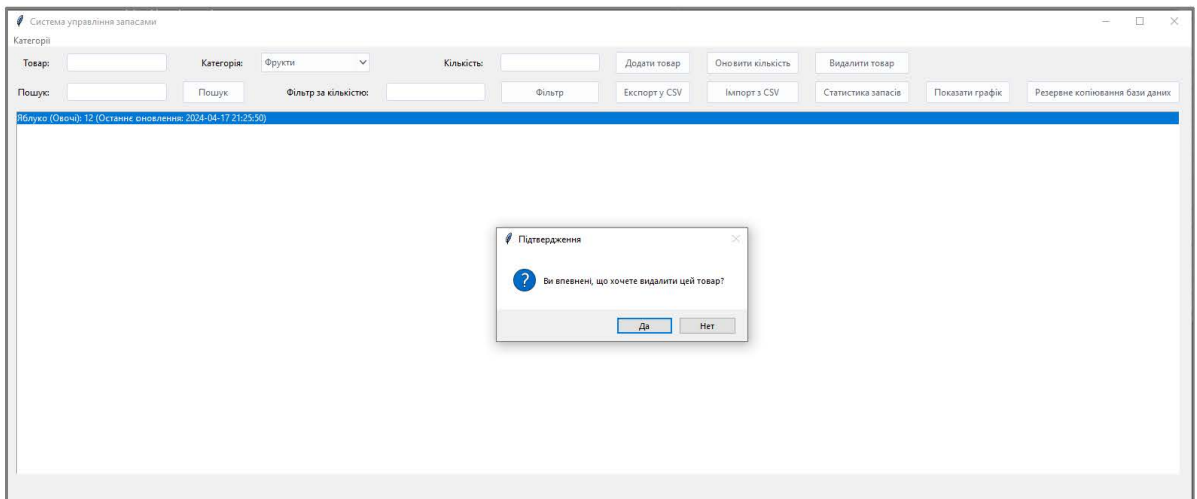 Система управління запасами
Категорії
Товар: Категорія: Фрукти Кількість: Додати товар Оновити кількість Видалити товар
Пошук: Пошук Фільтр за кількістю: Фільтр Експорт у CSV Імпорт з CSV Статистика запасів Показати графік Резервне копіювання бази даних
Яблуко (Овочі): 12 (Останнє оновлення: 2024-04-17 21:25:50)
Підтвердження
Ви впевнені, що хочете видалити цей товар?
Да Нет